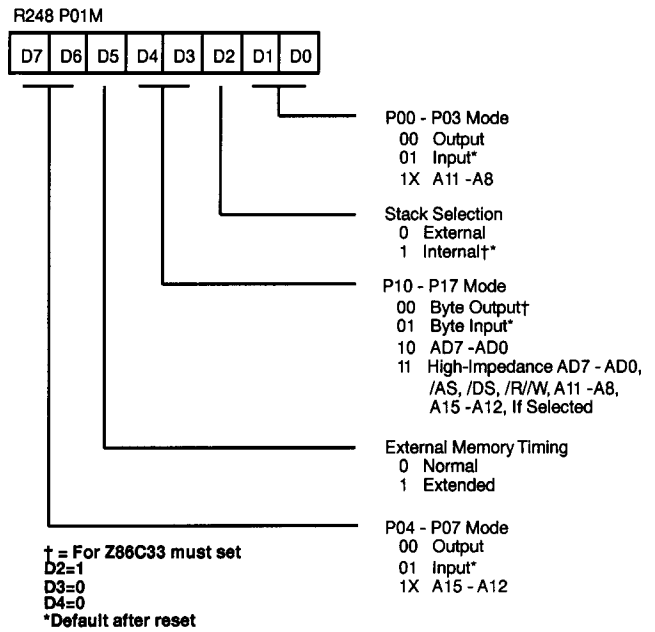 R248 P01M
D7 D6 D5 D4 D3 D2 D1 D0
P00 - P03 Mode
00 Output
01 Input*
1X A11 -A8
Stack Selection
0 External
1 Internal†*
P10 - P17 Mode
00 Byte Output†
01 Byte Input*
10 AD7 -AD0
11 High-Impedance AD7 - AD0,
/AS, /DS, /R//W, A11 -A8,
A15 -A12, If Selected
External Memory Timing
0 Normal
1 Extended
P04 - P07 Mode
00 Output
01 Input*
1X A15 - A12
† = For Z86C33 must set
D2=1
D3=0
D4=0
*Default after reset